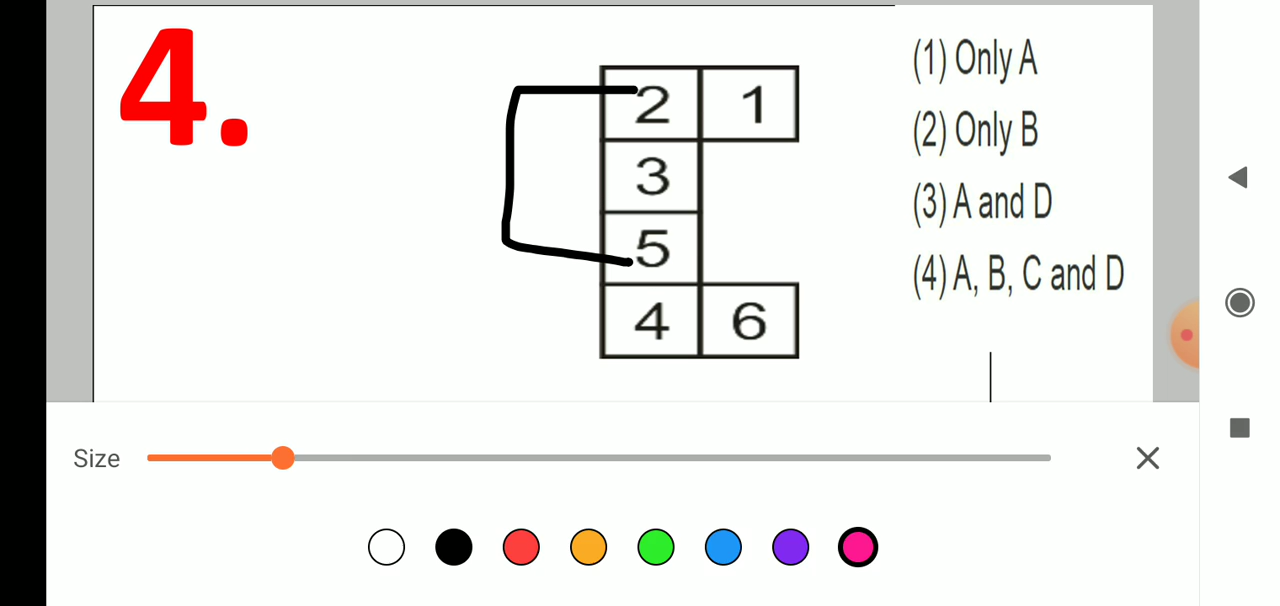 4.
2 1
3
5
4 6
(1) Only A
(2) Only B
(3) A and D
(4) A, B, C and D
Size